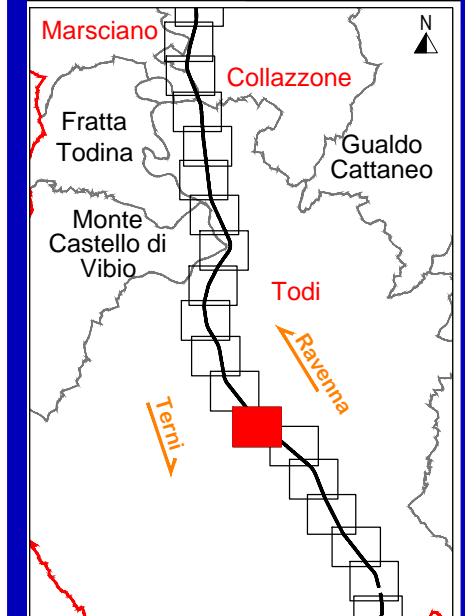 Marsciano
N
Collazzone
Fratta
Todina
Gualdo
Cattaneo
Monte
Castello di
Vibio
Todi
Ravenna
Terni